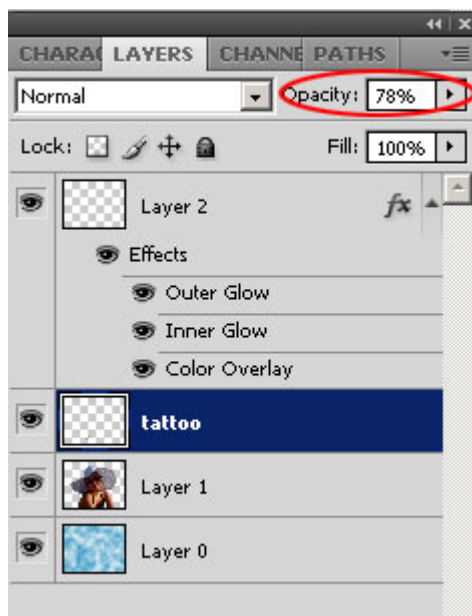 CHARA LAYERS CHANNE PATHS
Normal Opacity: 78%
Lock: Fill: 100%
Layer 2 fx
Effects
Outer Glow
Inner Glow
Color Overlay
tattoo
Layer 1
Layer 0